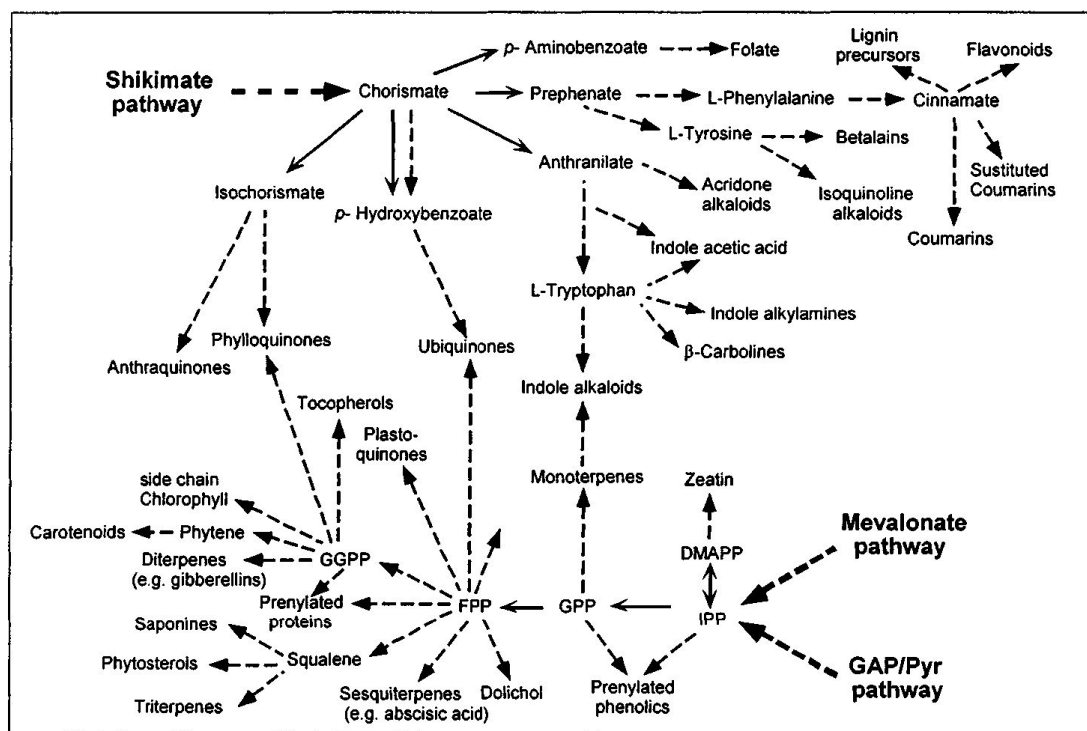 Lignin
precursors
Flavonoids
p- Aminobenzoate
Folate
Shikimate
pathway
Chorismate
Prephenate
L-Phenylalanine
Cinnamate
L-Tyrosine
Betalains
Anthranilate
Isochorismate
Acridone
alkaloids
Isoquinoline
alkaloids
Sustituted
Coumarins
p- Hydroxybenzoate
Coumarins
Indole acetic acid
L-Tryptophan
Indole alkylamines
Phylloquinones
Ubiquinones
β-Carbolines
Anthraquinones
Indole alkaloids
Tocopherols
Plasto-
quinones
Monoterpenes
Zeatin
side chain
Chlorophyll
Carotenoids
Phytene
Mevalonate
pathway
Diterpenes
(e.g. gibberellins)
GGPP
DMAPP
Prenylated
proteins
FPP
GPP
IPP
Saponines
Phytosterols
Squalene
Triterpenes
Sesquiterpenes
(e.g. abscisic acid)
Dolichol
Prenylated
phenolics
GAP/Pyr
pathway